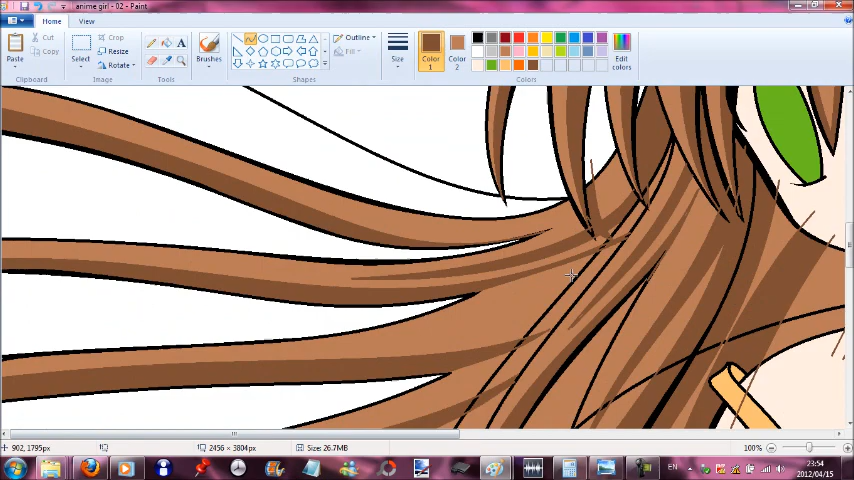 anime girl - 02 - Paint
Home View
Paste
Cut
Copy
Clipboard
Select
Crop
Resize
Rotate
Image
A
Tools
Brushes
Outline
Fill
Shapes
Size
Color 1
Color 2
Colors
Edit colors
902, 1795px
2456 × 3804px
Size: 26.7MB
100%
EN
23:54
2012/04/15